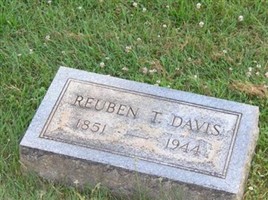 REUBEN T. DAVIS
1851 — 1944